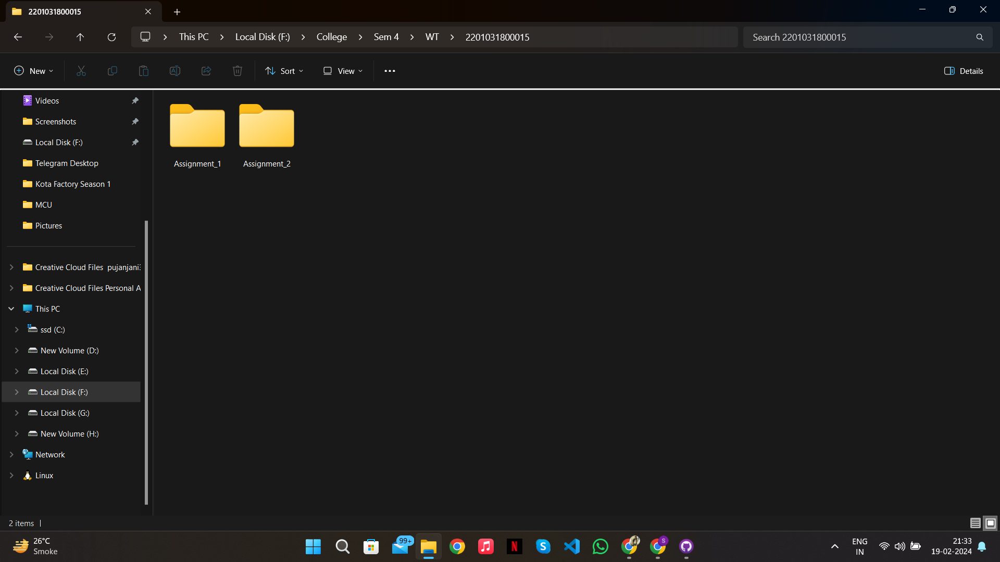 2201031800015
This PC
Local Disk (F:)
College
Sem 4
WT
2201031800015
Search 2201031800015
New
Sort
View
Details
Videos
Screenshots
Local Disk (F:)
Telegram Desktop
Kota Factory Season 1
MCU
Pictures
Creative Cloud Files pujanjani3
Creative Cloud Files Personal A
This PC
ssd (C:)
New Volume (D:)
Local Disk (E:)
Local Disk (F:)
Local Disk (G:)
New Volume (H:)
Network
Linux
Assignment_1
Assignment_2
2 items
26°C
Smoke
99+
N
S
S
ENG
IN
21:33
19-02-2024